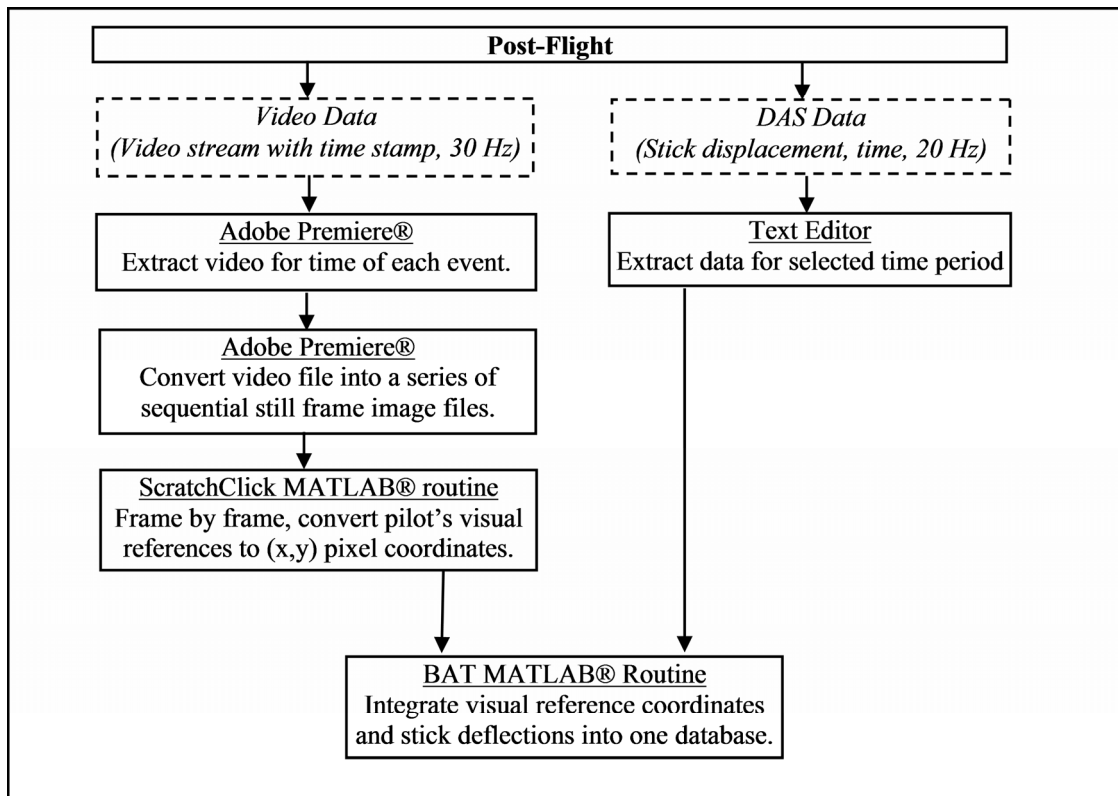 Post-Flight
Video Data
(Video stream with time stamp, 30 Hz)
DAS Data
(Stick displacement, time, 20 Hz)
Adobe Premiere®
Extract video for time of each event.
Text Editor
Extract data for selected time period
Adobe Premiere®
Convert video file into a series of
sequential still frame image files.
ScratchClick MATLAB® routine
Frame by frame, convert pilot's visual
references to (x,y) pixel coordinates.
BAT MATLAB® Routine
Integrate visual reference coordinates
and stick deflections into one database.